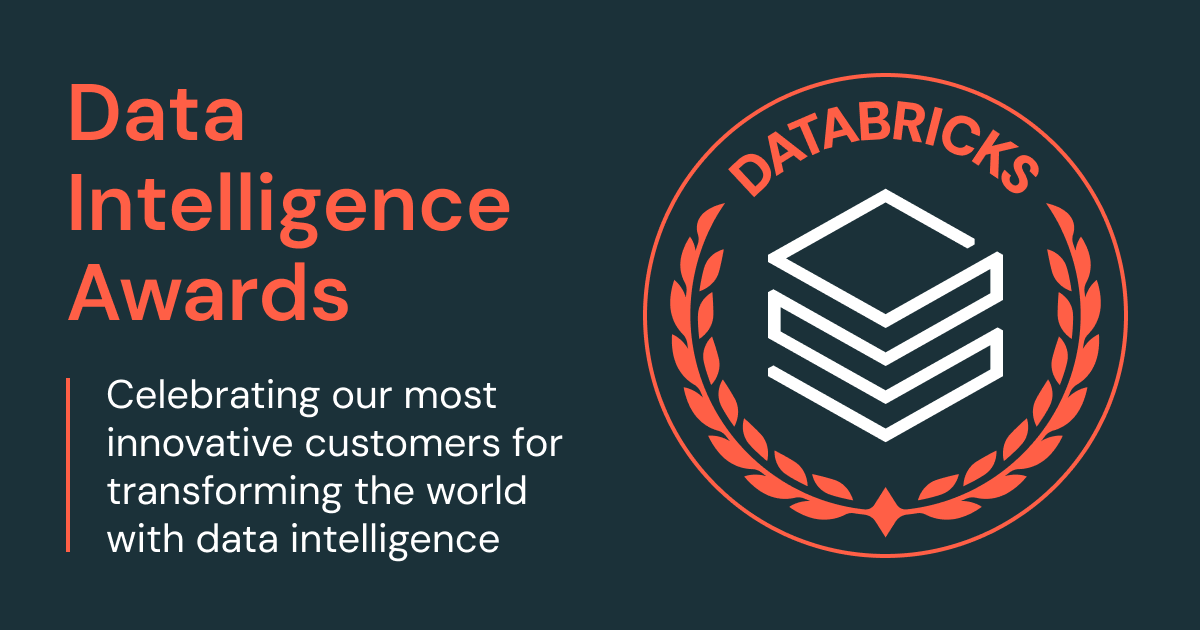 Data
Intelligence
Awards
Celebrating our most
innovative customers for
transforming the world
with data intelligence
DATABRICKS